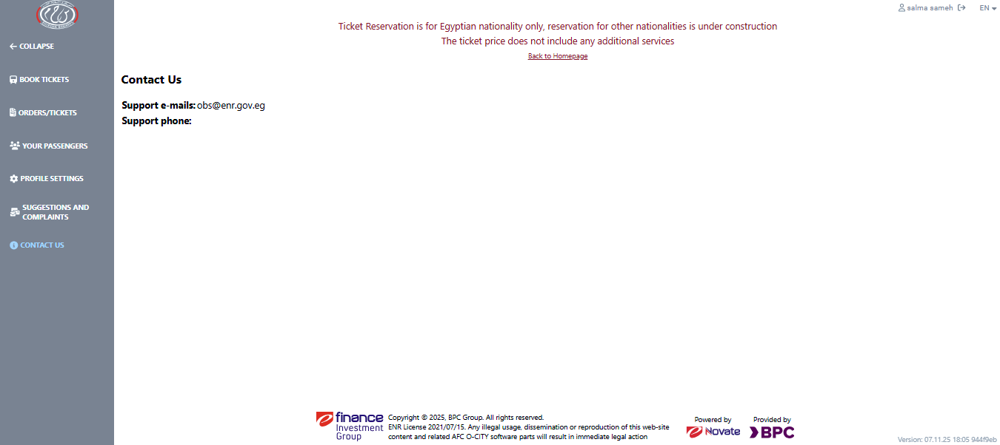 salma sameh
EN
Ticket Reservation is for Egyptian nationality only, reservation for other nationalities is under construction
The ticket price does not include any additional services
Back to Homepage
COLLAPSE
BOOK TICKETS
ORDERS/TICKETS
YOUR PASSENGERS
PROFILE SETTINGS
SUGGESTIONS AND
COMPLAINTS
CONTACT US
Contact Us
Support e-mails: obs@enr.gov.eg
Support phone:
finance
Investment
Group
Copyright © 2025, BPC Group. All rights reserved.
ENR License 2021/07/15. Any illegal usage, dissemination or reproduction of this web-site
content and related AFC O-CITY software parts will result in immediate legal action
Powered by
Novate
Provided by
BPC
Version: 07.11.25 18:05 944f9eb